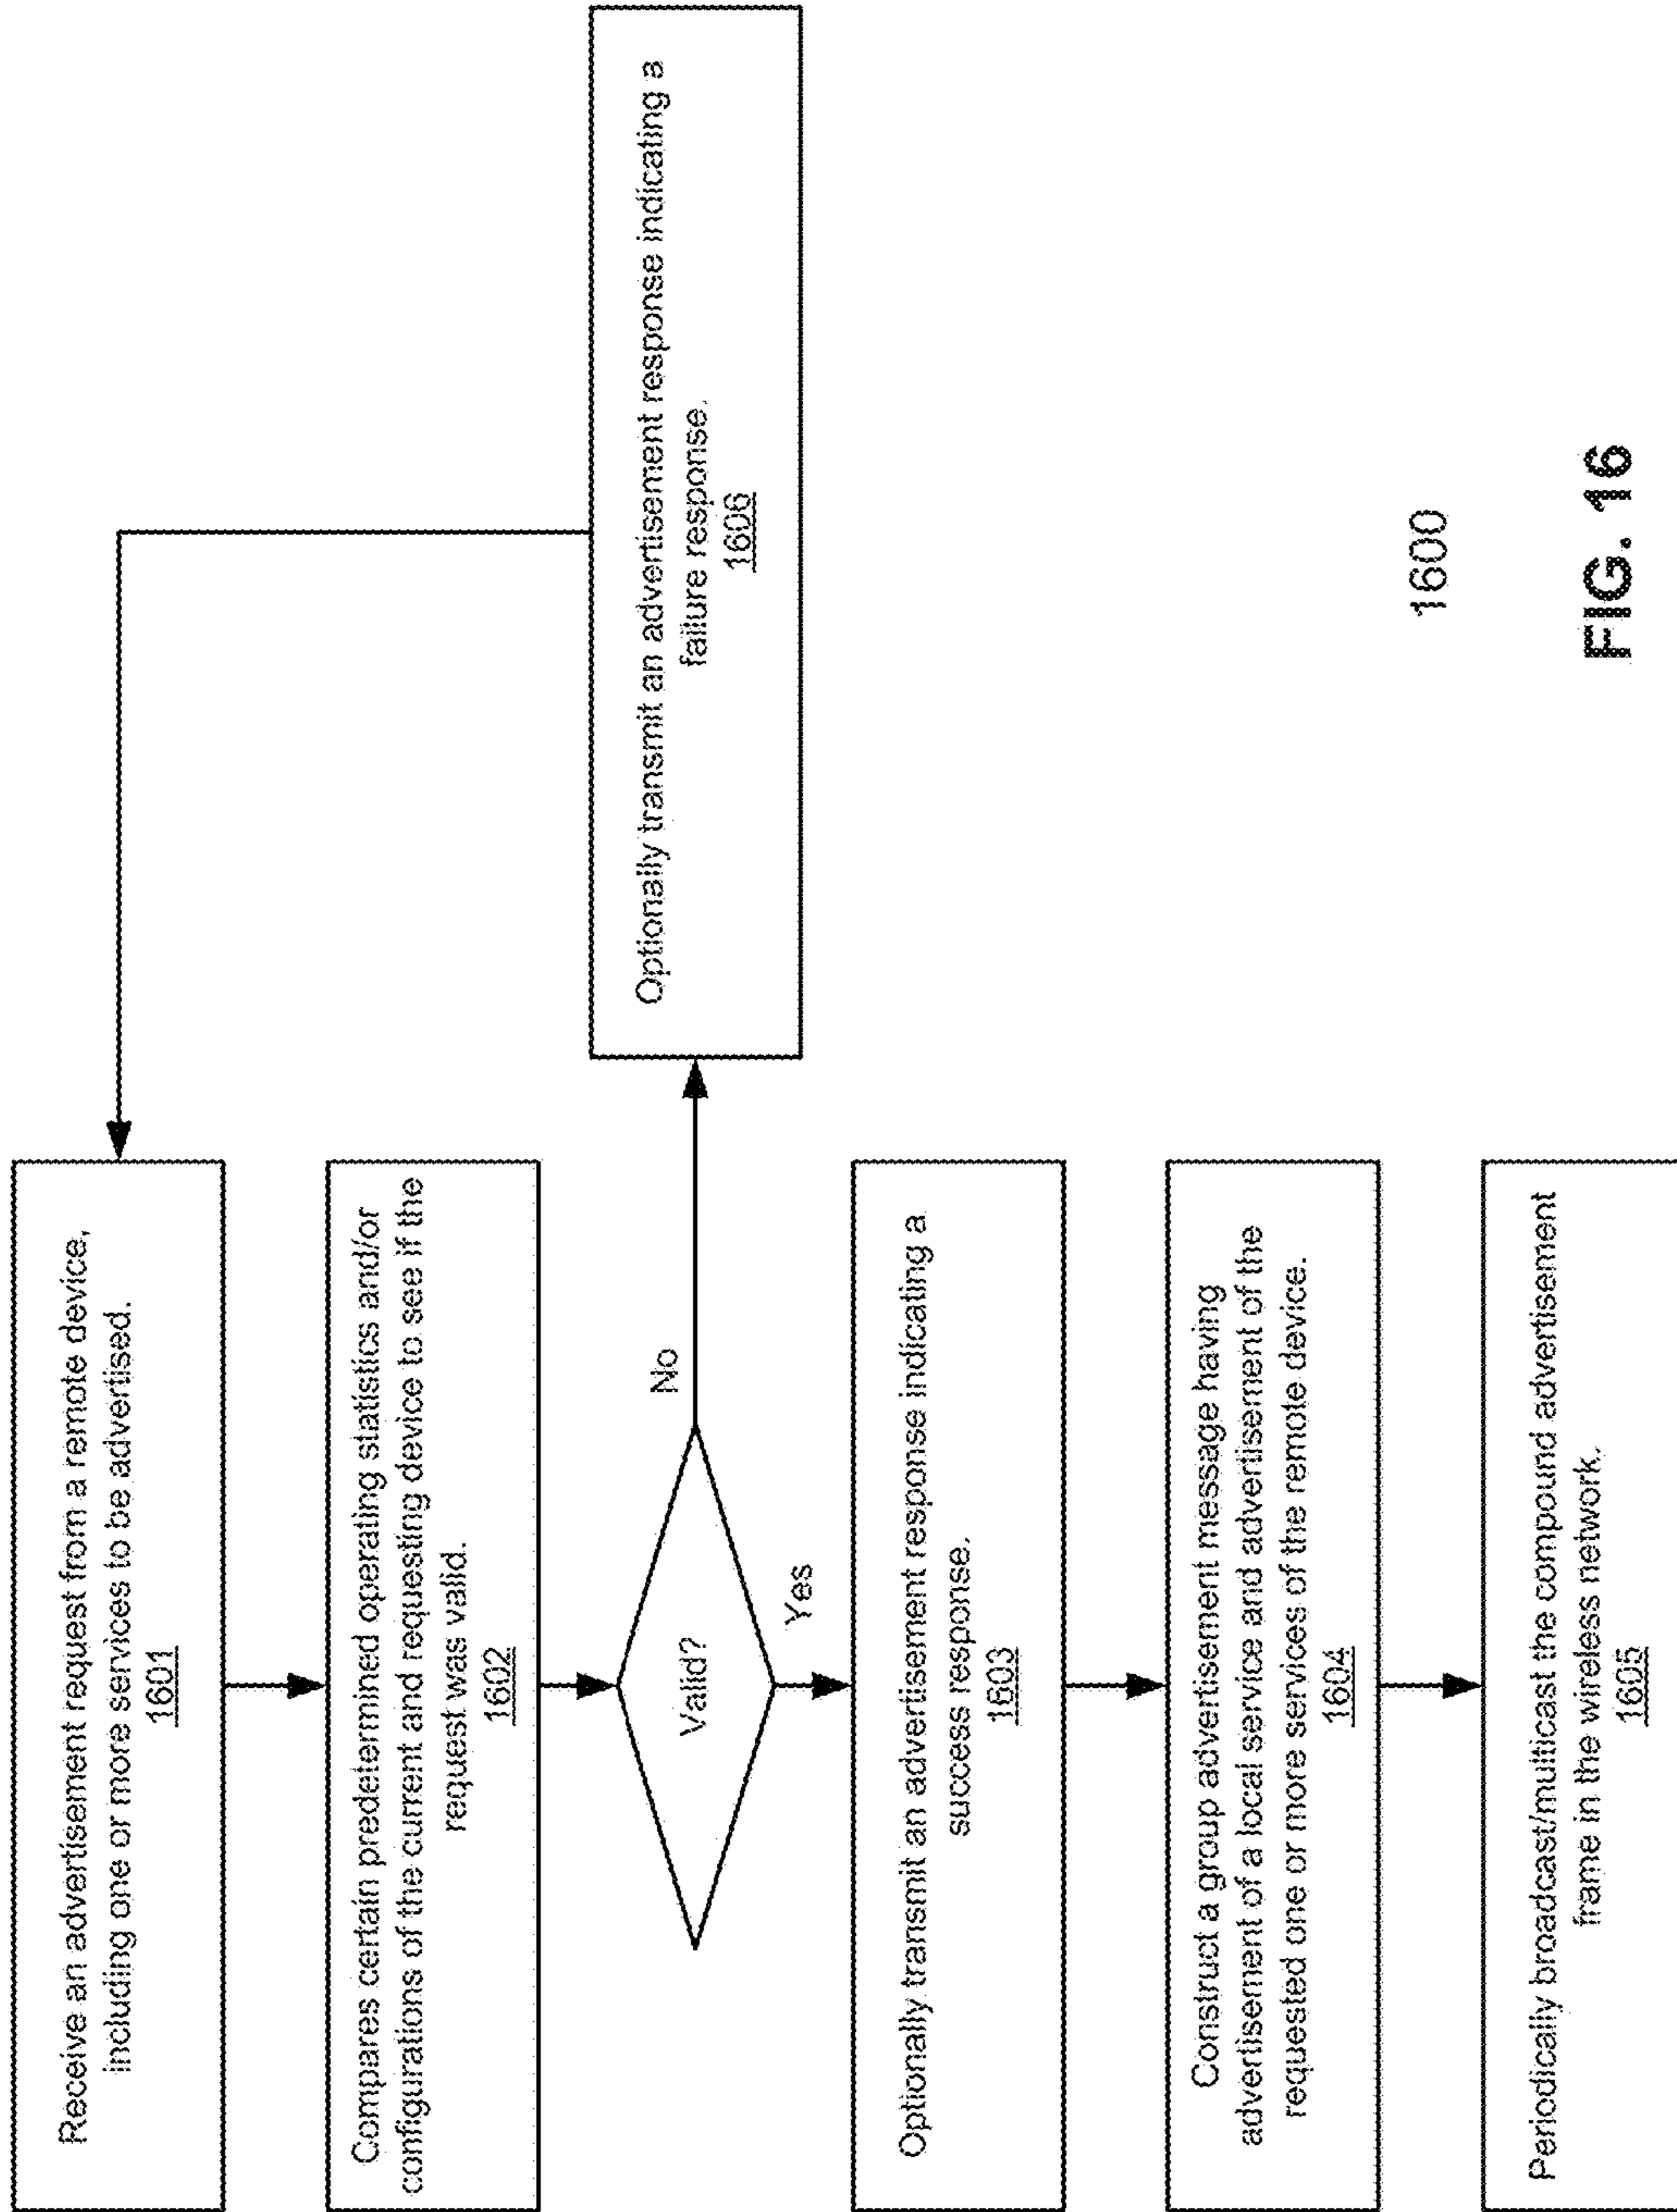 Receive an advertisement request from a remote device,
including one or more services to be advertised.
1601
Compares certain predetermined operating statistics and/or
configurations of the current and requesting device to see if the
request was valid.
1602
Valid?
No
Yes
Optionally transmit an advertisement response indicating a
failure response.
1606
Optionally transmit an advertisement response indicating a
success response.
1603
Construct a group advertisement message having
advertisement of a local service and advertisement of the
requested one or more services of the remote device.
1604
Periodically broadcast/multicast the compound advertisement
frame in the wireless network.
1605
1600
FIG. 16